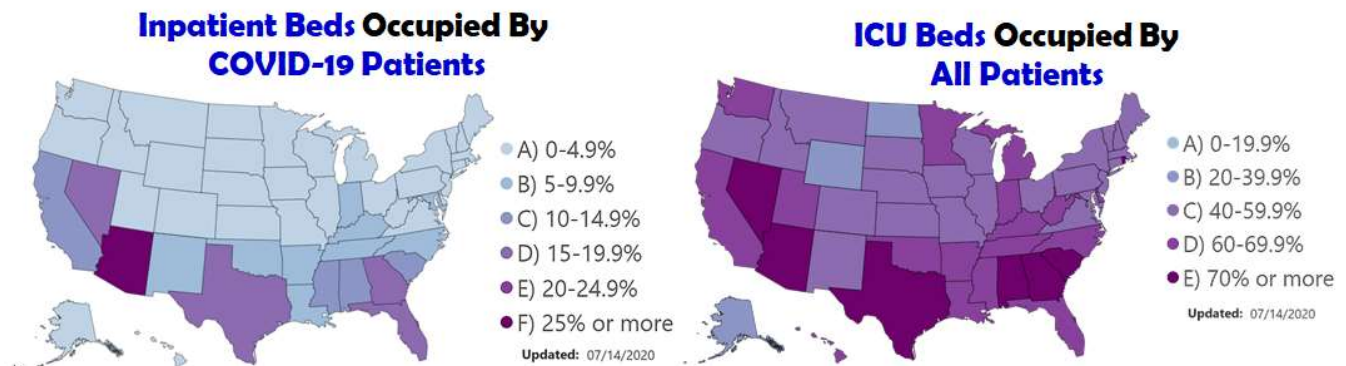 Inpatient Beds Occupied By
COVID-19 Patients
A) 0-4.9%
B) 5-9.9%
C) 10-14.9%
D) 15-19.9%
E) 20-24.9%
F) 25% or more
Updated: 07/14/2020
ICU Beds Occupied By
All Patients
A) 0-19.9%
B) 20-39.9%
C) 40-59.9%
D) 60-69.9%
E) 70% or more
Updated: 07/14/2020